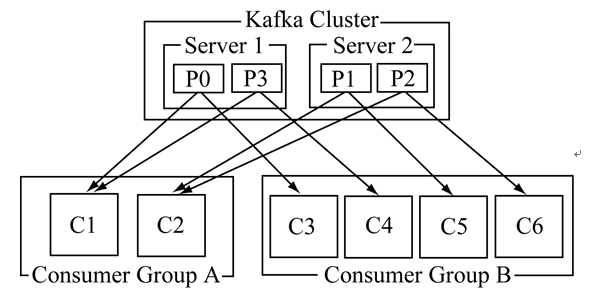 Kafka Cluster
Server 1 Server 2
P0 P3 P1 P2
C1 C2 C3 C4 C5 C6
Consumer Group A Consumer Group B